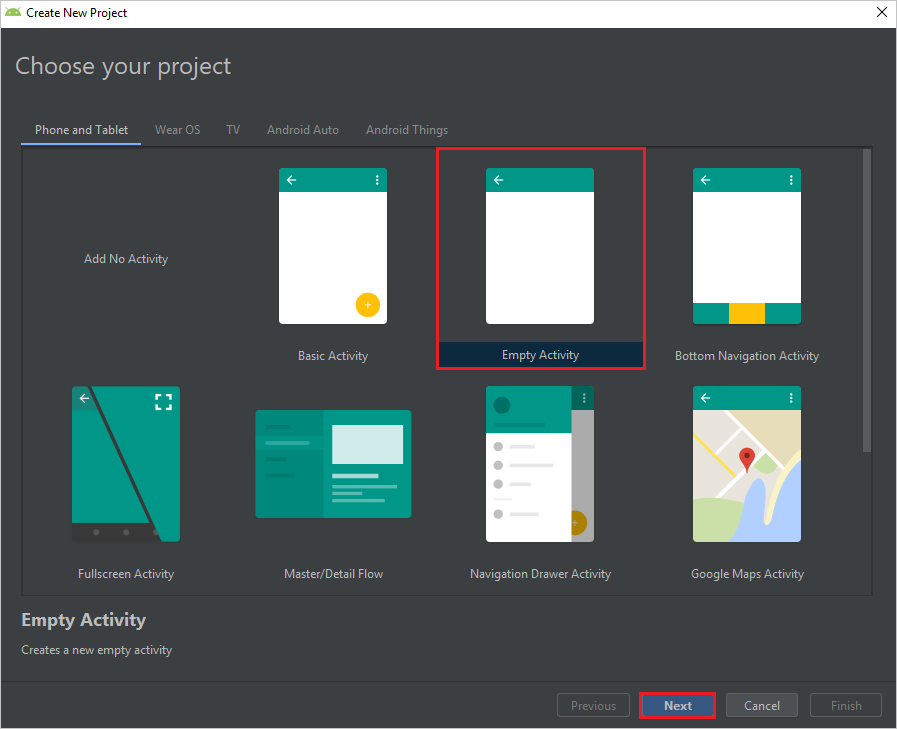 Create New Project
Choose your project
Phone and Tablet
Wear OS
TV
Android Auto
Android Things
Add No Activity
Basic Activity
Empty Activity
Bottom Navigation Activity
Fullscreen Activity
Master/Detail Flow
Navigation Drawer Activity
Google Maps Activity
Empty Activity
Creates a new empty activity
Previous
Next
Cancel
Finish